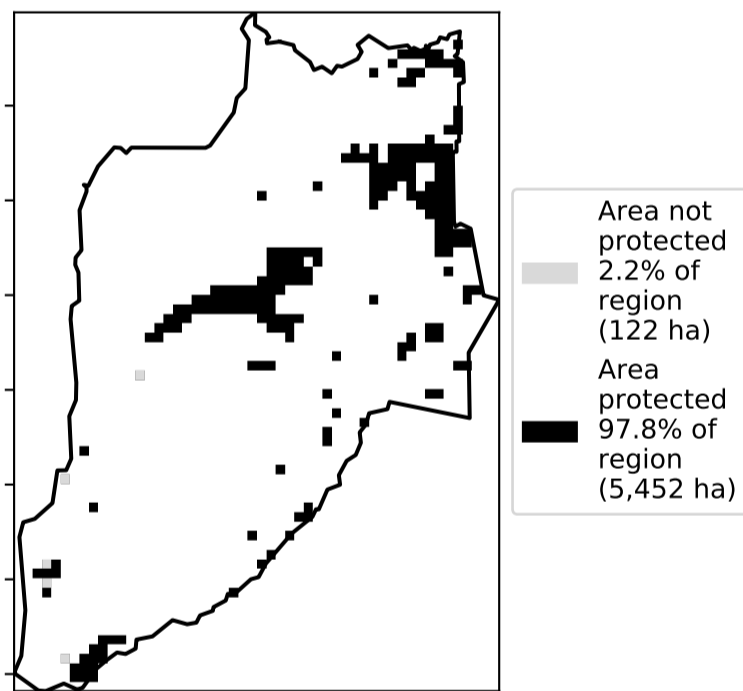 Area not
protected
2.2% of
region
(122 ha)
Area
protected
97.8% of
region
(5,452 ha)